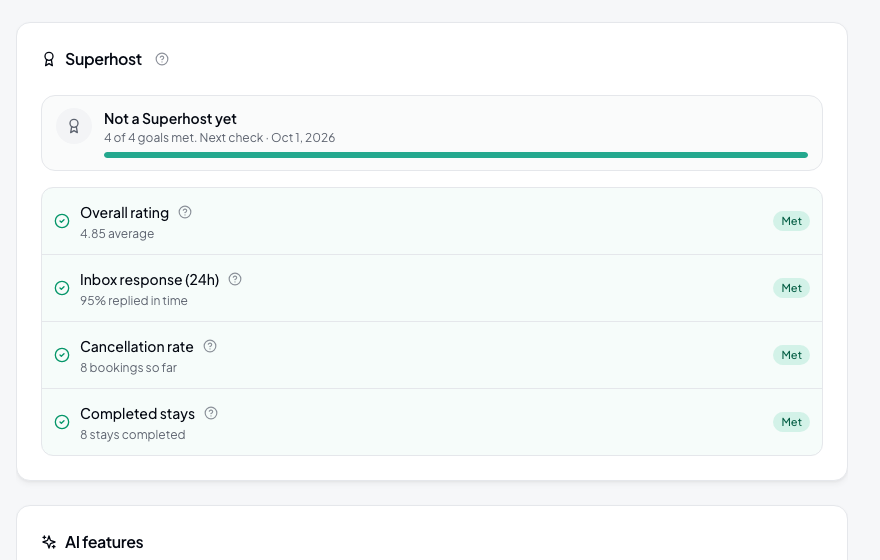 Superhost
Not a Superhost yet
4 of 4 goals met. Next check · Oct 1, 2026
Overall rating
4.85 average
Met
Inbox response (24h)
95% replied in time
Met
Cancellation rate
8 bookings so far
Met
Completed stays
8 stays completed
Met
AI features